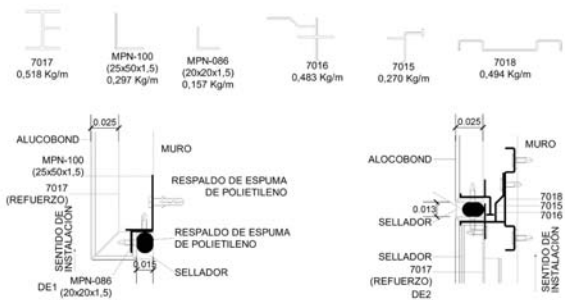 7017
0,518 Kg/m
MPN-100
(25x50x1,5)
0,297 Kg/m
MPN-086
(20x20x1,5)
0,157 Kg/m
7016
0,483 Kg/m
7015
0,270 Kg/m
7018
0,494 Kg/m
0.025
ALUCOBOND
MPN-100
(25x50x1,5)
7017
(REFUERZO)
SENTIDO DE
INSTALACIÓN
MURO
RESPALDO DE ESPUMA
DE POLIETILENO
RESPALDO DE ESPUMA
DE POLIETILENO
0.015
SELLADOR
DE1
MPN-086
(20x20x1,5)
0.025
ALOCOBOND
MURO
0.013
SELLADOR
7018
7015
7016
SELLADOR
7017
(REFUERZO)
DE2
SENTIDO DE
INSTALACIÓN